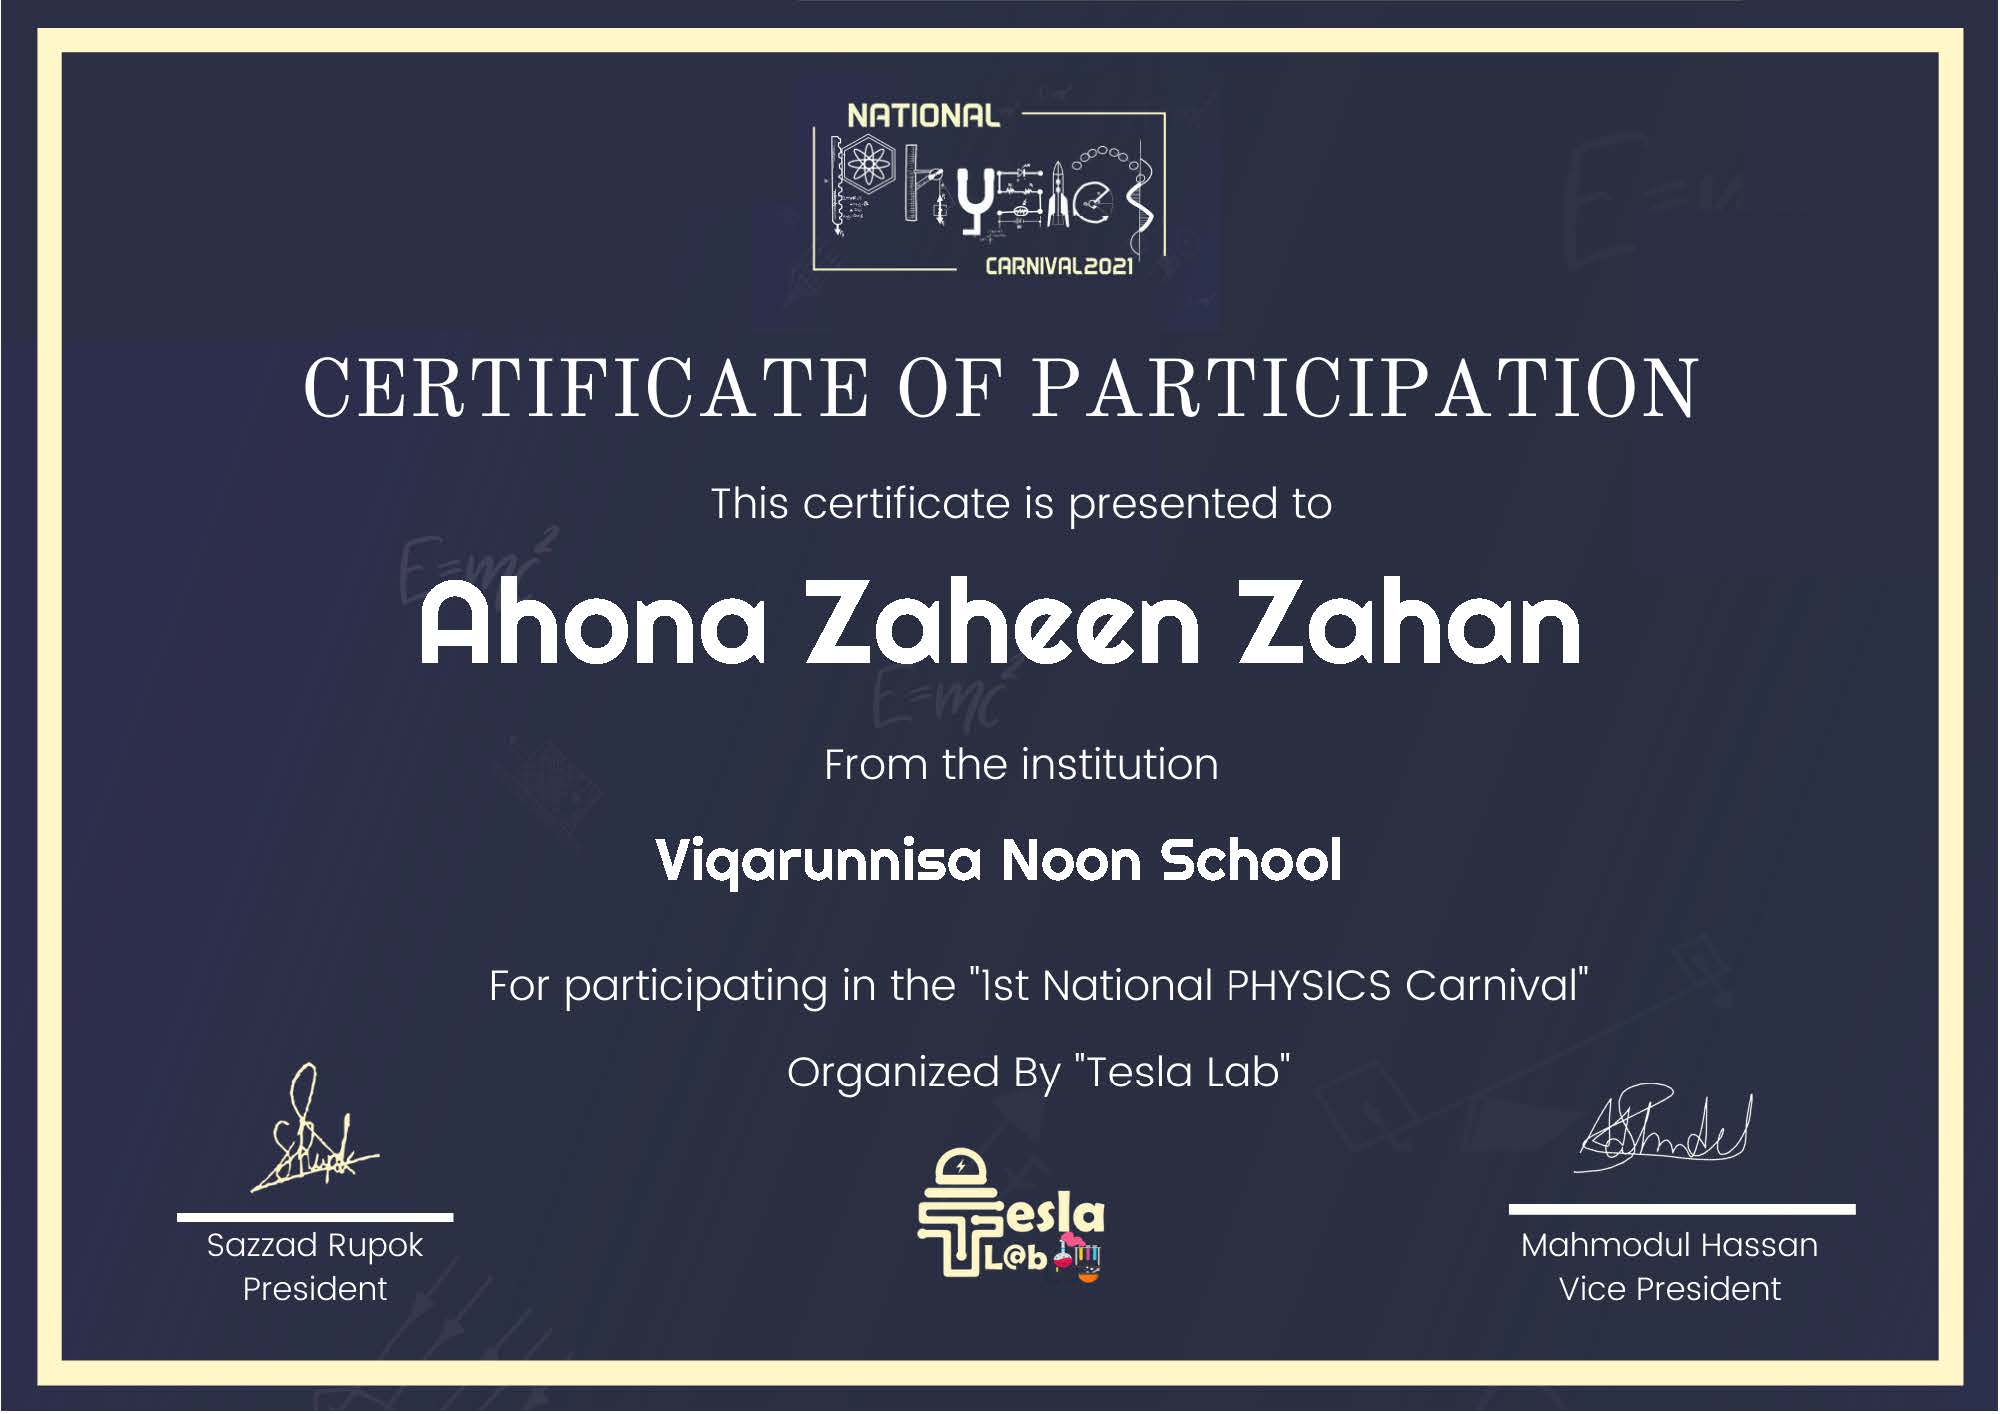 NATIONAL
Physics
CARNIVAL2021
CERTIFICATE OF PARTICIPATION
This certificate is presented to
E=mc²
Ahona Zaheen Zahan
E=mc²
From the institution
Viqarunnisa Noon School
For participating in the "1st National PHYSICS Carnival"
Organized By "Tesla Lab"
Tesla
L@b
Sazzad Rupok
President
Mahmodul Hassan
Vice President